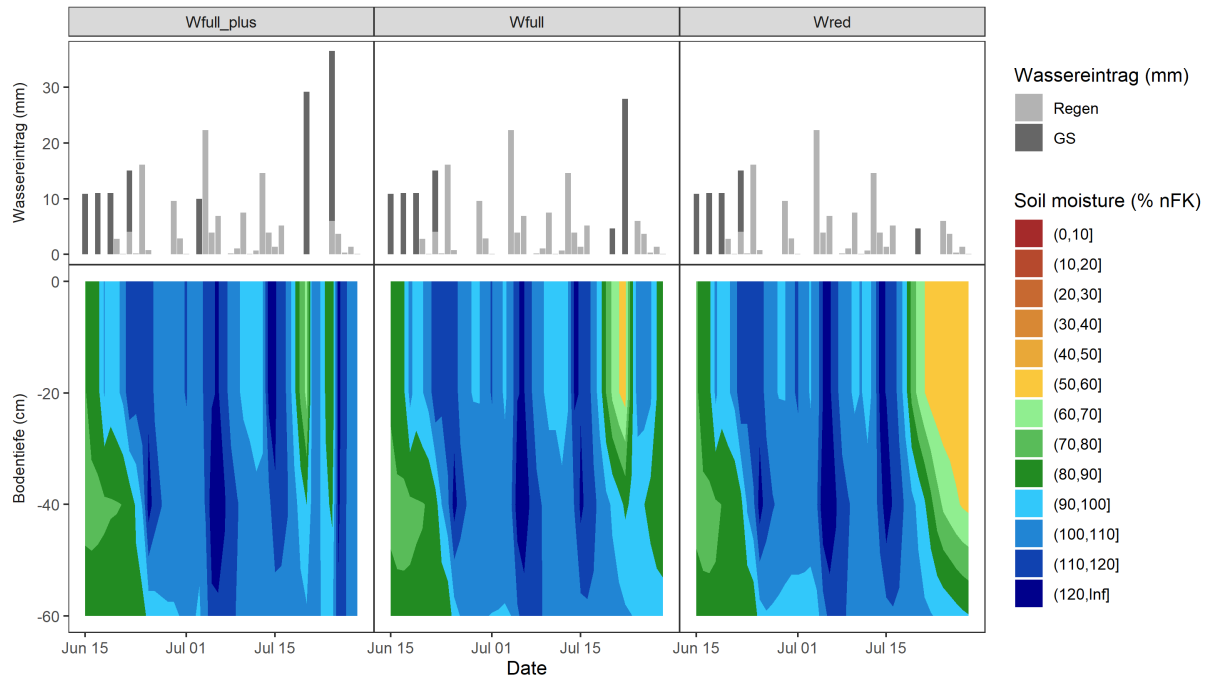 Wfull_plus
Wfull
Wred
Wassereintrag (mm)
30
20
10
0
Bodentiefe (cm)
0
-20
-40
-60
Jun 15
Jul 01
Jul 15
Jun 15
Jul 01
Jul 15
Jun 15
Jul 01
Jul 15
Date
Wassereintrag (mm)
Regen
GS
Soil moisture (% nFK)
(0,10]
(10,20]
(20,30]
(30,40]
(40,50]
(50,60]
(60,70]
(70,80]
(80,90]
(90,100]
(100,110]
(110,120]
(120,Inf]